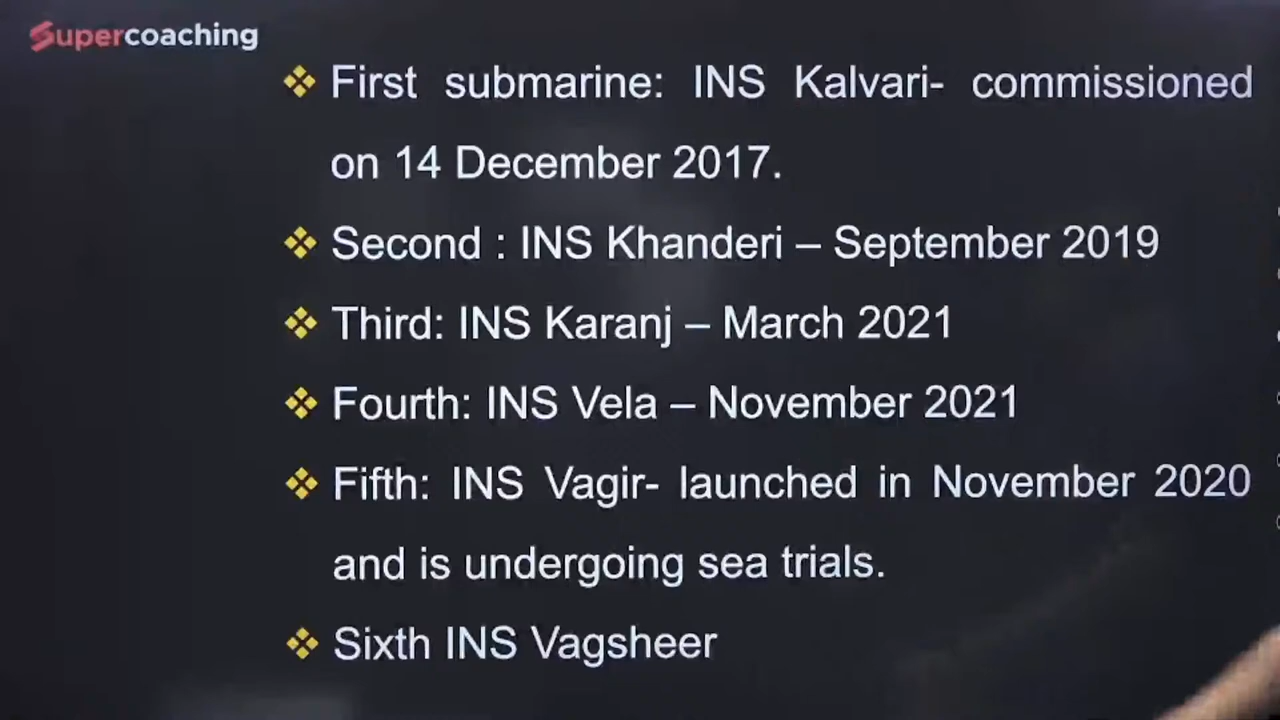 Supercoaching
First submarine: INS Kalvari- commissioned
on 14 December 2017.
Second : INS Khanderi – September 2019
Third: INS Karanj – March 2021
Fourth: INS Vela – November 2021
Fifth: INS Vagir- launched in November 2020
and is undergoing sea trials.
Sixth INS Vagsheer